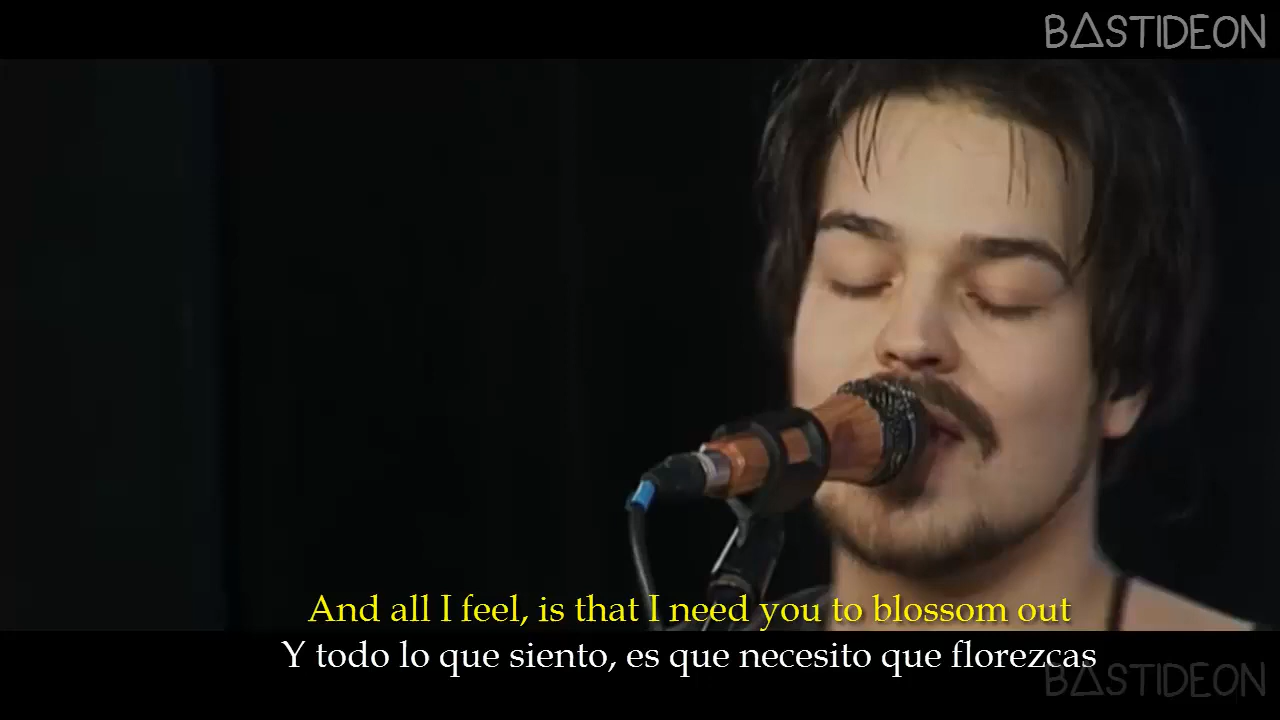 BASTIDEON
And all I feel, is that I need you to blossom out
Y todo lo que siento, es que necesito que florezcas
BASTIDEON